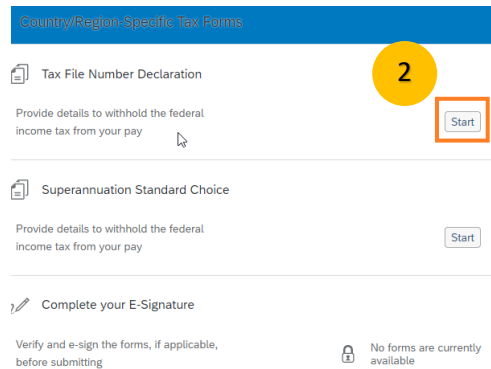 Country/Region-Specific Tax Forms
Tax File Number Declaration
2
Provide details to withhold the federal
income tax from your pay
Start
Superannuation Standard Choice
Provide details to withhold the federal
income tax from your pay
Start
Complete your E-Signature
Verify and e-sign the forms, if applicable,
before submitting
No forms are currently
available